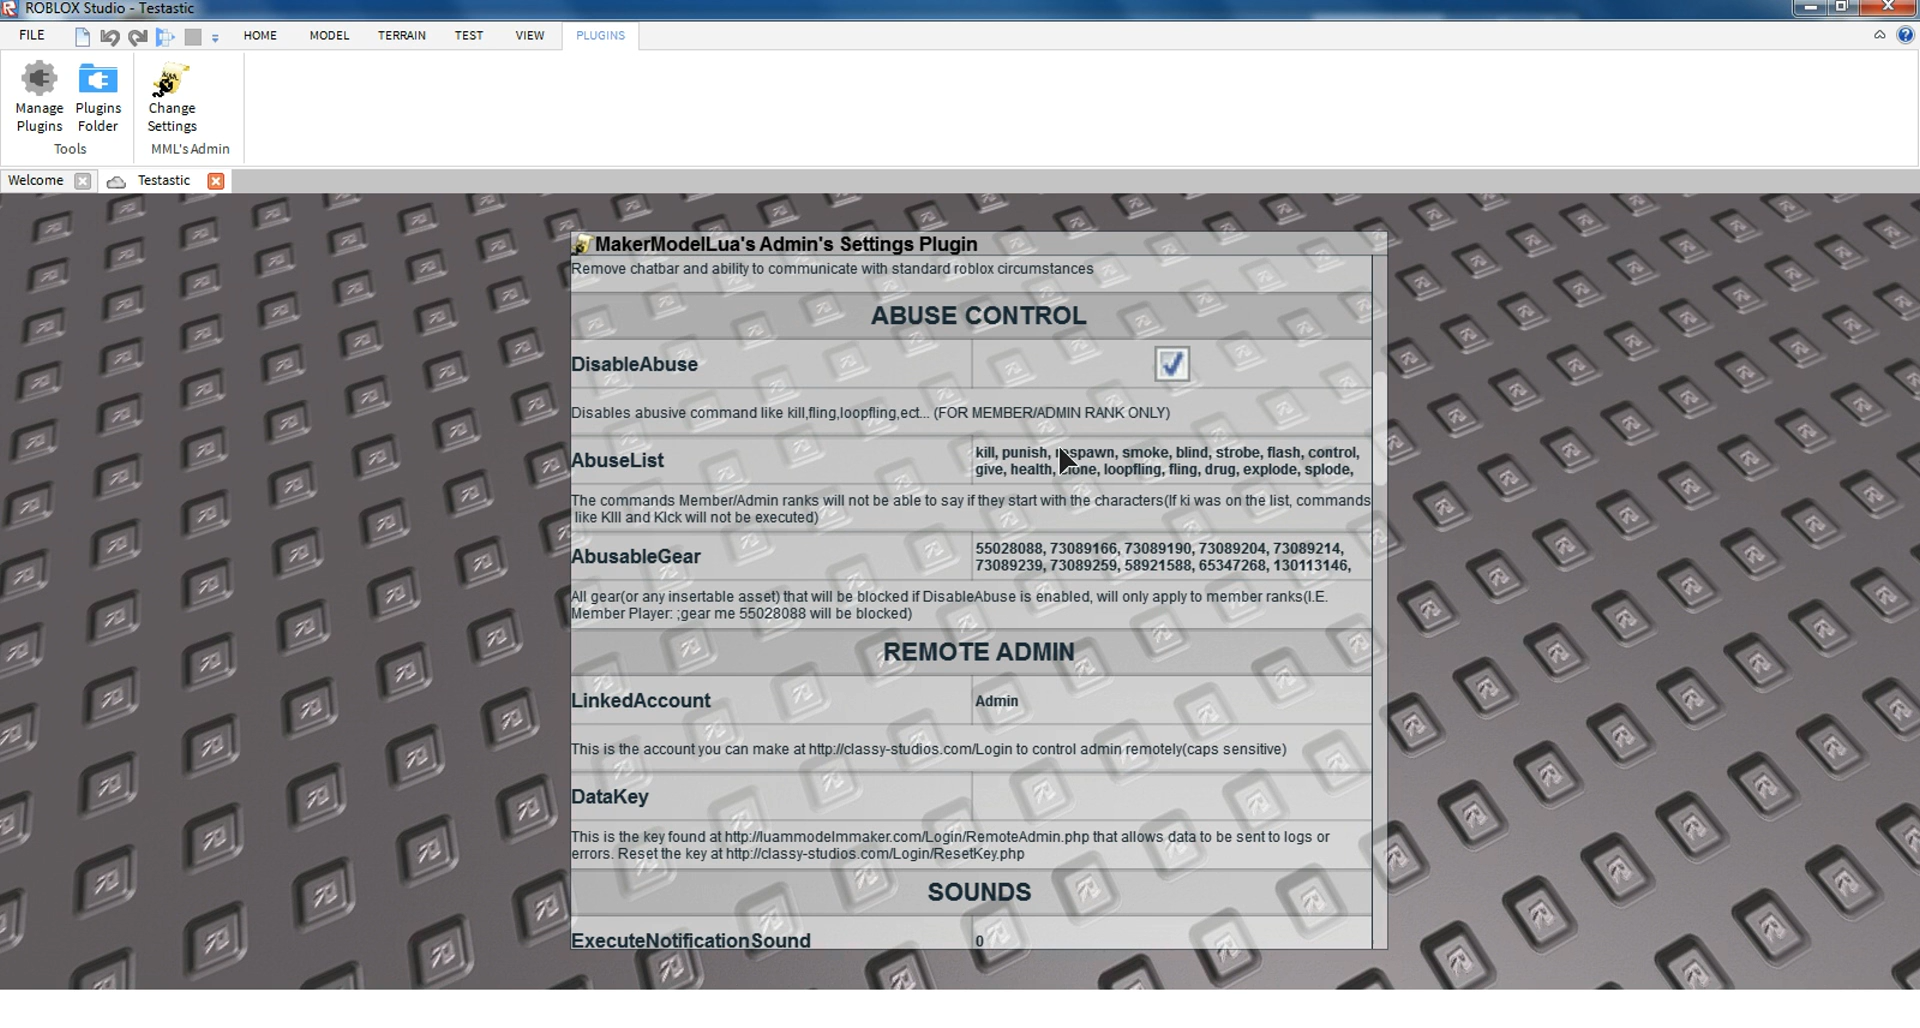 ROBLOX Studio - Testastic
FILE HOME MODEL TERRAIN TEST VIEW PLUGINS
Manage Plugins
Plugins Folder
Change Settings
Tools
MML's Admin
Welcome
Testastic
MakerModelLua's Admin's Settings Plugin
Remove chatbar and ability to communicate with standard roblox circumstances
ABUSE CONTROL
DisableAbuse
Disables abusive command like kill,fling,loopfling,ect... (FOR MEMBER/ADMIN RANK ONLY)
AbuseList
kill, punish, respawn, smoke, blind, strobe, flash, control,
give, health, clone, loopfling, fling, drug, explode, splode,
The commands Member/Admin ranks will not be able to say if they start with the characters(If ki was on the list, commands
like KIll and KIck will not be executed)
AbusableGear
55028088, 73089166, 73089190, 73089204, 73089214,
73089239, 73089259, 58921588, 65347268, 130113146,
All gear(or any insertable asset) that will be blocked if DisableAbuse is enabled, will only apply to member ranks(I.E.
Member Player: ;gear me 55028088 will be blocked)
REMOTE ADMIN
LinkedAccount
Admin
This is the account you can make at http://classy-studios.com/Login to control admin remotely(caps sensitive)
DataKey
This is the key found at http://luammodelmmaker.com/Login/RemoteAdmin.php that allows data to be sent to logs or
errors. Reset the key at http://classy-studios.com/Login/ResetKey.php
SOUNDS
ExecuteNotificationSound
0